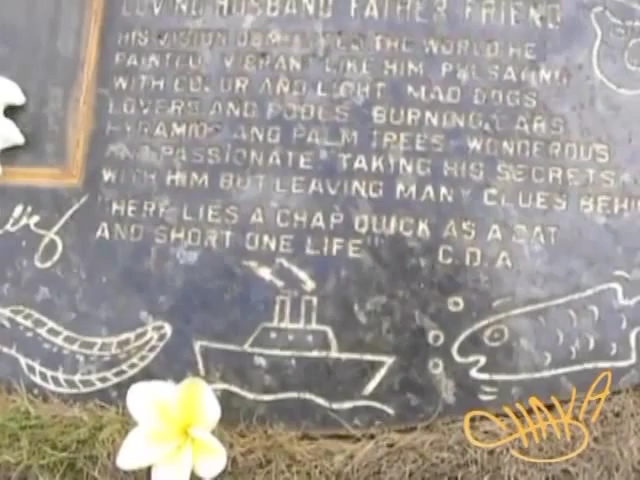 LOVING HUSBAND FATHER FRIEND
HIS VISION THE WORLD HE
PAINTED VIBRANT LIKE HIM PULSATING
WITH COLOUR AND LIGHT MAD DOGS
LOVERS AND POOLS BURNING CARS
PYRAMIDS AND PALM TREES WONDEROUS
AND PASSIONATE TAKING HIS SECRETS
WITH HIM BUT LEAVING MANY CLUES BEHI
"HERE LIES A CHAP QUICK AS A CAT
AND SHORT ONE LIFE" C.D.A
CHAKA